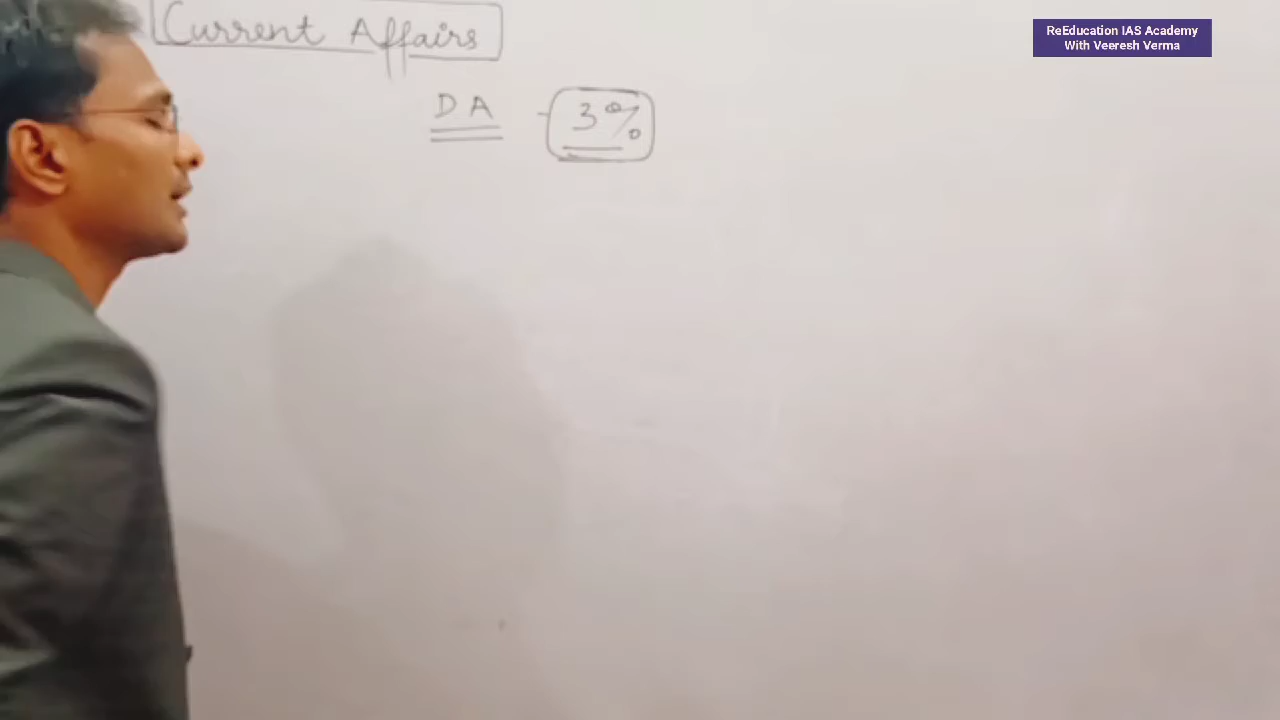 Current Affairs
ReEducation IAS Academy
With Veeresh Verma
DA - 3%